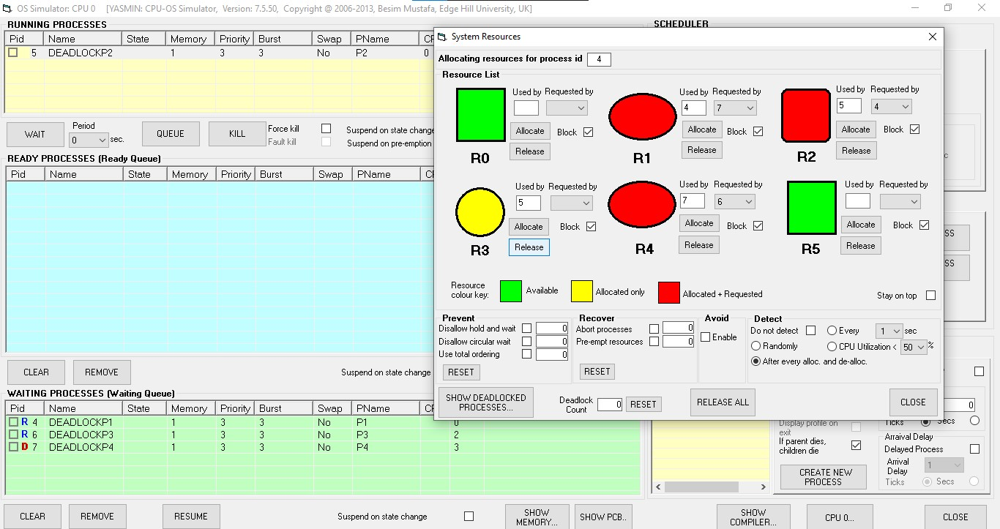 OS Simulator: CPU 0 [YASMIN: CPU-OS Simulator, Version: 7.5.50, Copyright @ 2006-2013, Besim Mustafa, Edge Hill University, UK]
RUNNING PROCESSES
Pid Name State Memory Priority Burst Swap PName
5 DEADLOCKP2 1 3 3 No P2 0
WAIT
Period
0 sec.
QUEUE
KILL
Force kill
Fault kill
Suspend on state change
Suspend on pre-emption
READY PROCESSES (Ready Queue)
Pid Name State Memory Priority Burst Swap PName
CLEAR
REMOVE
Suspend on state change
WAITING PROCESSES (Waiting Queue)
Pid Name State Memory Priority Burst Swap PName
R 4 DEADLOCKP1 1 3 3 No P1 0
R 6 DEADLOCKP3 1 3 3 No P3 2
D 7 DEADLOCKP4 1 3 3 No P4 3
CLEAR
REMOVE
RESUME
Suspend on state change
SHOW MEMORY...
SHOW PCB..
SCHEDULER
System Resources
Allocating resources for process id 4
Resource List
Used by Requested by
Allocate
Block
Release
R0
Used by Requested by
4 7
Allocate
Block
Release
R1
Used by Requested by
5 4
Allocate
Block
Release
R2
Used by Requested by
5
Allocate
Block
Release
R3
Used by Requested by
7 6
Allocate
Block
Release
R4
Used by Requested by
Allocate
Block
Release
R5
Resource
colour key:
Available
Allocated only
Allocated + Requested
Stay on top
Prevent
Disallow hold and wait 0
Disallow circular wait 0
Use total ordering 0
RESET
Recover
Abort processes 0
Pre-empt resources 0
RESET
Avoid
Enable
Detect
Do not detect
Every 1 sec
Randomly
CPU Utilization < 50 %
After every alloc. and de-alloc.
SHOW DEADLOCKED
PROCESSES...
Deadlock
Count 0
RESET
RELEASE ALL
CLOSE
SS
SS
0
Ticks Secs
Display profile on
exit
If parent dies,
children die
CREATE NEW
PROCESS
Arraival Delay
Delayed Process
Arrival
Delay 1
Ticks Secs
SHOW
COMPILER...
CPU 0...
CLOSE